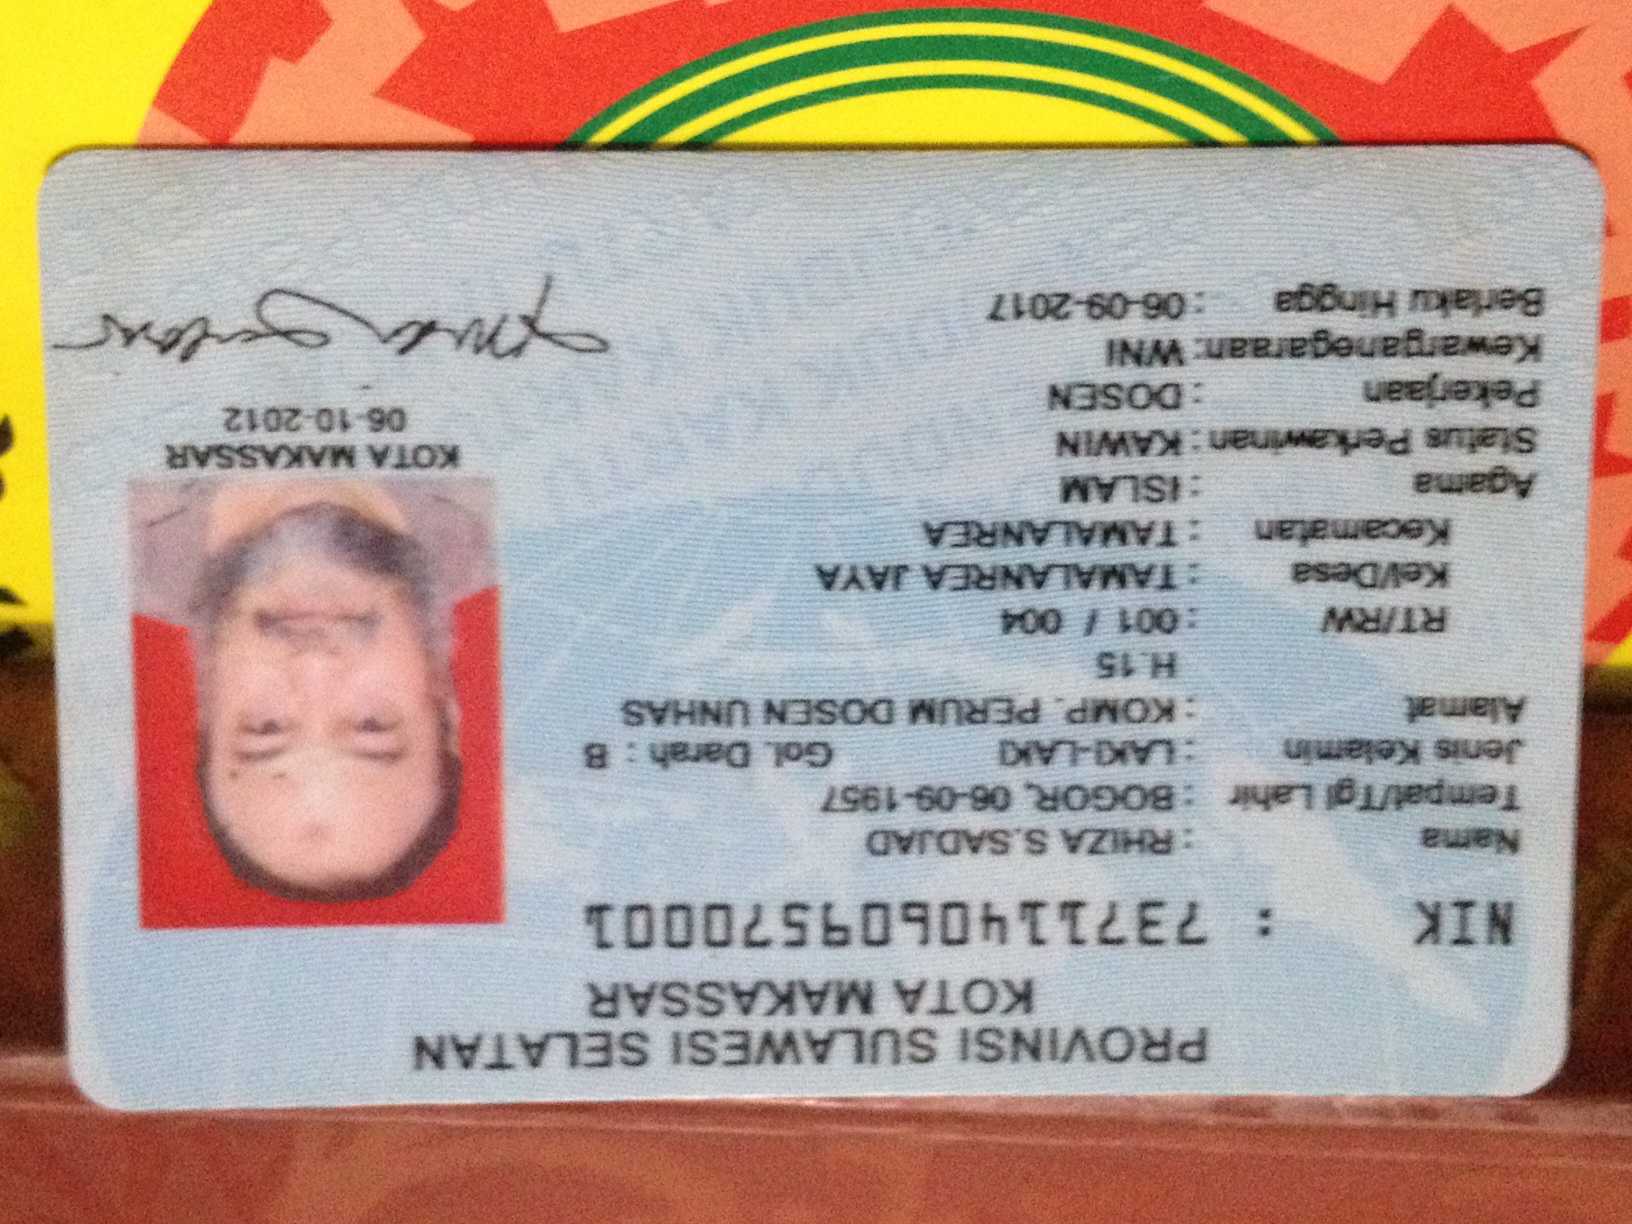 PROVINSI SULAWESI SELATAN
KOTA MAKASSAR
NIK : 7371140609570001
Nama : RHIZA S.SADJAD
Tempat/Tgl Lahir : BOGOR, 06-09-1957
Jenis Kelamin : LAKI-LAKI Gol. Darah : B
Alamat : KOMP. PERUM DOSEN UNHAS
H.15
RT/RW : 001 / 004
Kel/Desa : TAMALANREA JAYA
Kecamatan : TAMALANREA
Agama : ISLAM
Status Perkawinan : KAWIN
Pekerjaan : DOSEN
Kewarganegaraan : WNI
Berlaku Hingga : 06-09-2017
KOTA MAKASSAR
06-10-2012